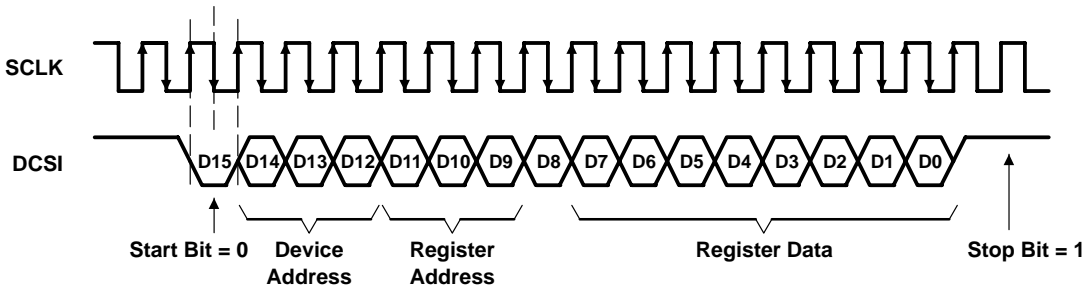 SCLK
DCSI
D15 D14 D13 D12 D11 D10 D9 D8 D7 D6 D5 D4 D3 D2 D1 D0
Start Bit = 0
Device
Address
Register
Address
Register Data
Stop Bit = 1